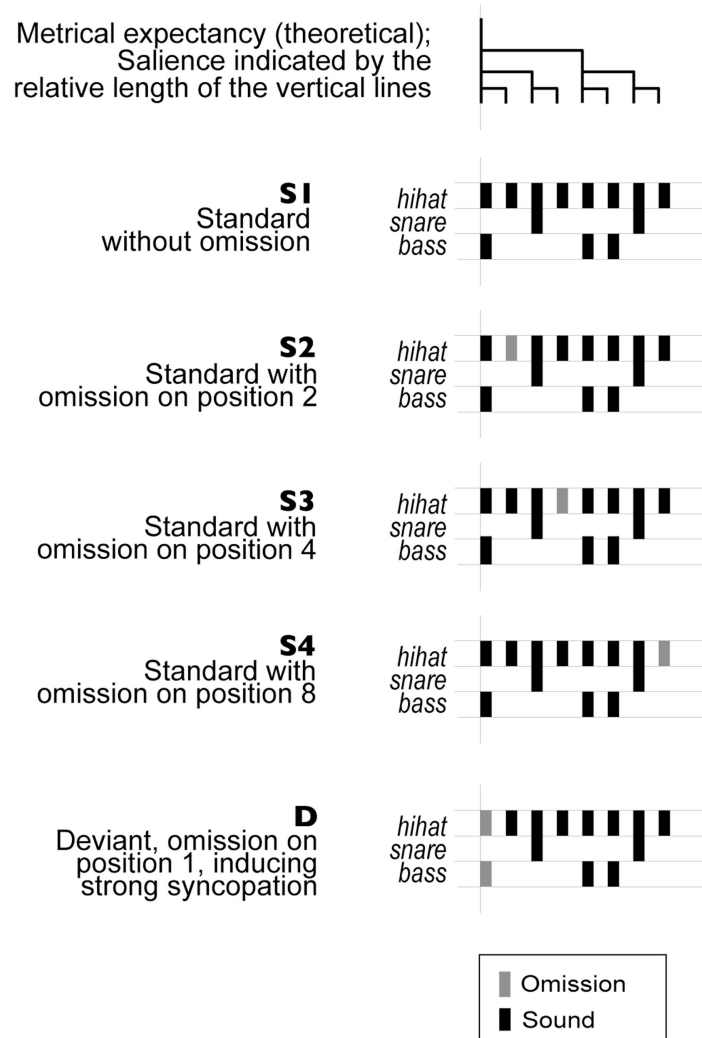 Metrical expectancy (theoretical);
Salience indicated by the
relative length of the vertical lines
S1
Standard
without omission
hihat
snare
bass
S2
Standard with
omission on position 2
hihat
snare
bass
S3
Standard with
omission on position 4
hihat
snare
bass
S4
Standard with
omission on position 8
hihat
snare
bass
D
Deviant, omission on
position 1, inducing
strong syncopation
hihat
snare
bass
Omission
Sound